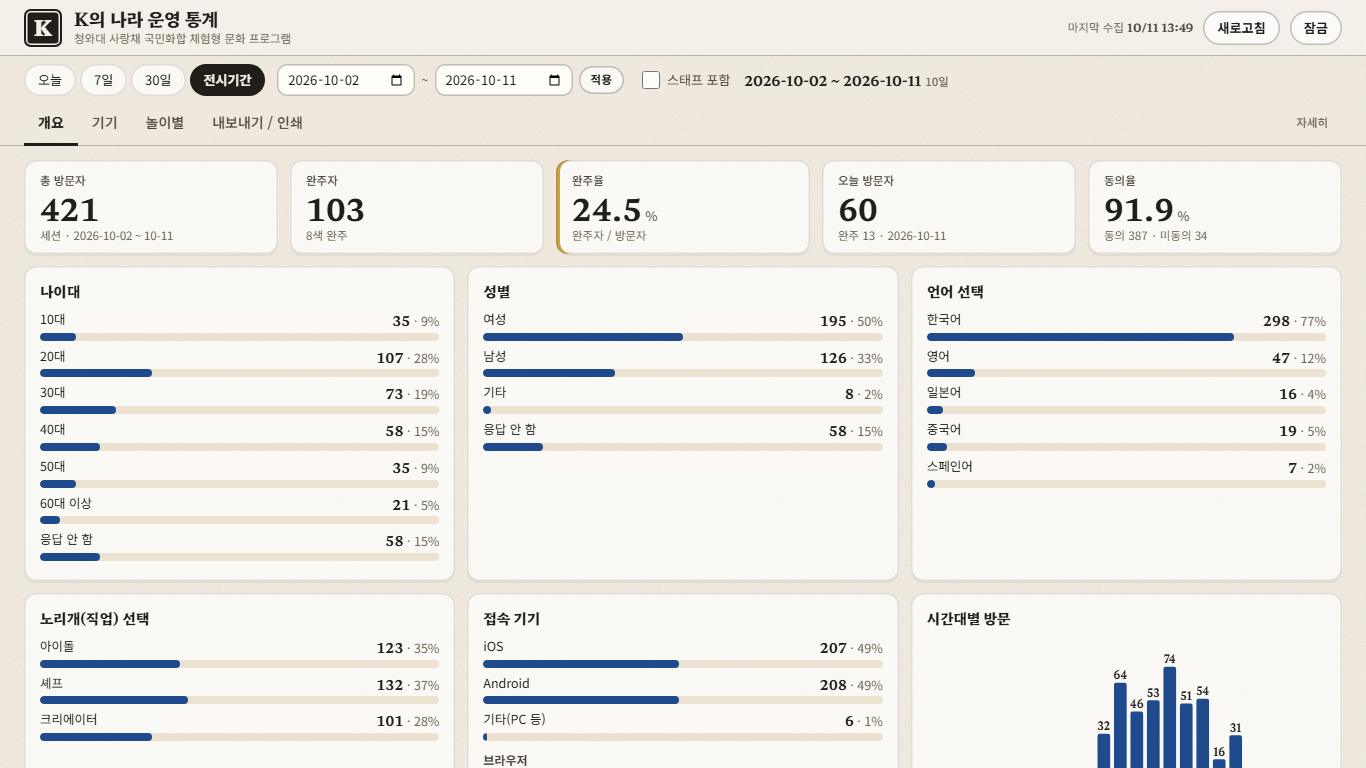 K
K의 나라 운영 통계
청와대 사랑채 국민화합 체험형 문화 프로그램
마지막 수집 10/11 13:49
새로고침
잠금
오늘
7일
30일
전시기간
2026-10-02
~
2026-10-11
적용
스태프 포함
2026-10-02 ~ 2026-10-11 10일
개요
기기
놀이별
내보내기 / 인쇄
자세히
총 방문자
421
세션 · 2026-10-02 ~ 10-11
완주자
103
8색 완주
완주율
24.5 %
완주자 / 방문자
오늘 방문자
60
완주 13 · 2026-10-11
동의율
91.9 %
동의 387 · 미동의 34
나이대
10대 35 · 9%
20대 107 · 28%
30대 73 · 19%
40대 58 · 15%
50대 35 · 9%
60대 이상 21 · 5%
응답 안 함 58 · 15%
성별
여성 195 · 50%
남성 126 · 33%
기타 8 · 2%
응답 안 함 58 · 15%
언어 선택
한국어 298 · 77%
영어 47 · 12%
일본어 16 · 4%
중국어 19 · 5%
스페인어 7 · 2%
노리개(직업) 선택
아이돌 123 · 35%
셰프 132 · 37%
크리에이터 101 · 28%
접속 기기
iOS 207 · 49%
Android 208 · 49%
기타(PC 등) 6 · 1%
브라우저
시간대별 방문
32
64
46
53
74
51
54
16
31